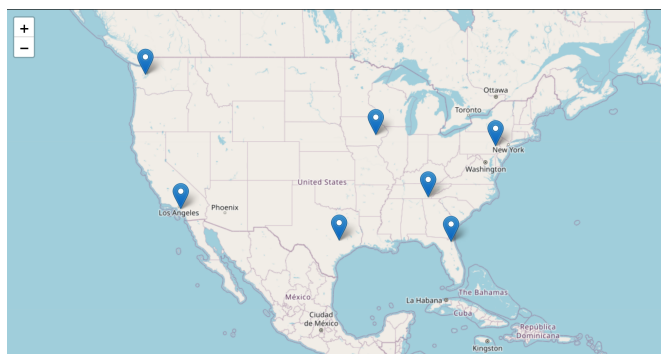 +
−
Ottawa
Toronto
New York
Washington
United States
Phoenix
Los Angeles
México
Ciudad
de México
La Habana
The Bahamas
Cuba
República
Dominicana
Kingston